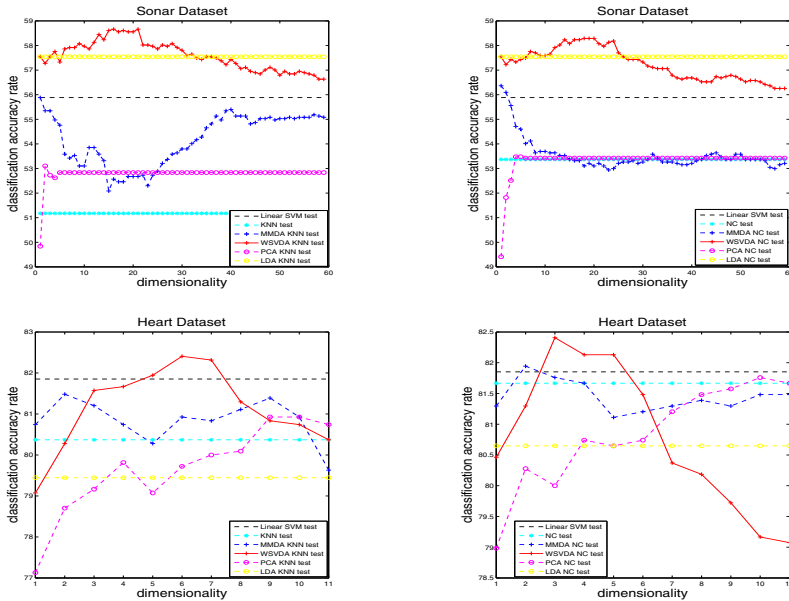 Sonar Dataset
classification accuracy rate
59
58
57
56
55
54
53
52
51
50
49
0 10 20 30 40 50 60
dimensionality
Linear SVM test
KNN test
MMDA KNN test
WSVDA KNN test
PCA KNN test
LDA KNN test
Sonar Dataset
classification accuracy rate
59
58
57
56
55
54
53
52
51
50
49
0 10 20 30 40 50 60
dimensionality
Linear SVM test
NC test
MMDA NC test
WSVDA NC test
PCA NC test
LDA NC test
Heart Dataset
classification accuracy rate
83
82
81
80
79
78
77
1 2 3 4 5 6 7 8 9 10 11
dimensionality
Linear SVM test
KNN test
MMDA KNN test
WSVDA KNN test
PCA KNN test
LDA KNN test
Heart Dataset
classification accuracy rate
82.5
82
81.5
81
80.5
80
79.5
79
78.5
1 2 3 4 5 6 7 8 9 10 11
dimensionality
Linear SVM test
NC test
MMDA NC test
WSVDA NC test
PCA NC test
LDA NC test